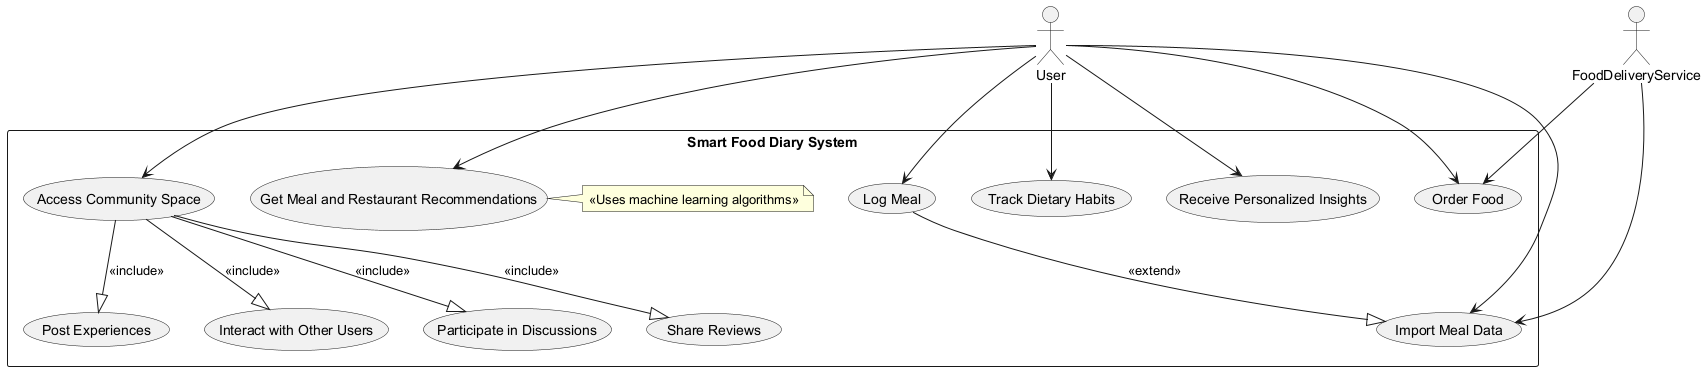 User
FoodDeliveryService
Smart Food Diary System
Access Community Space
Get Meal and Restaurant Recommendations
«Uses machine learning algorithms»
Log Meal
Track Dietary Habits
Receive Personalized Insights
Order Food
«include»
«include»
«include»
«include»
«extend»
Post Experiences
Interact with Other Users
Participate in Discussions
Share Reviews
Import Meal Data